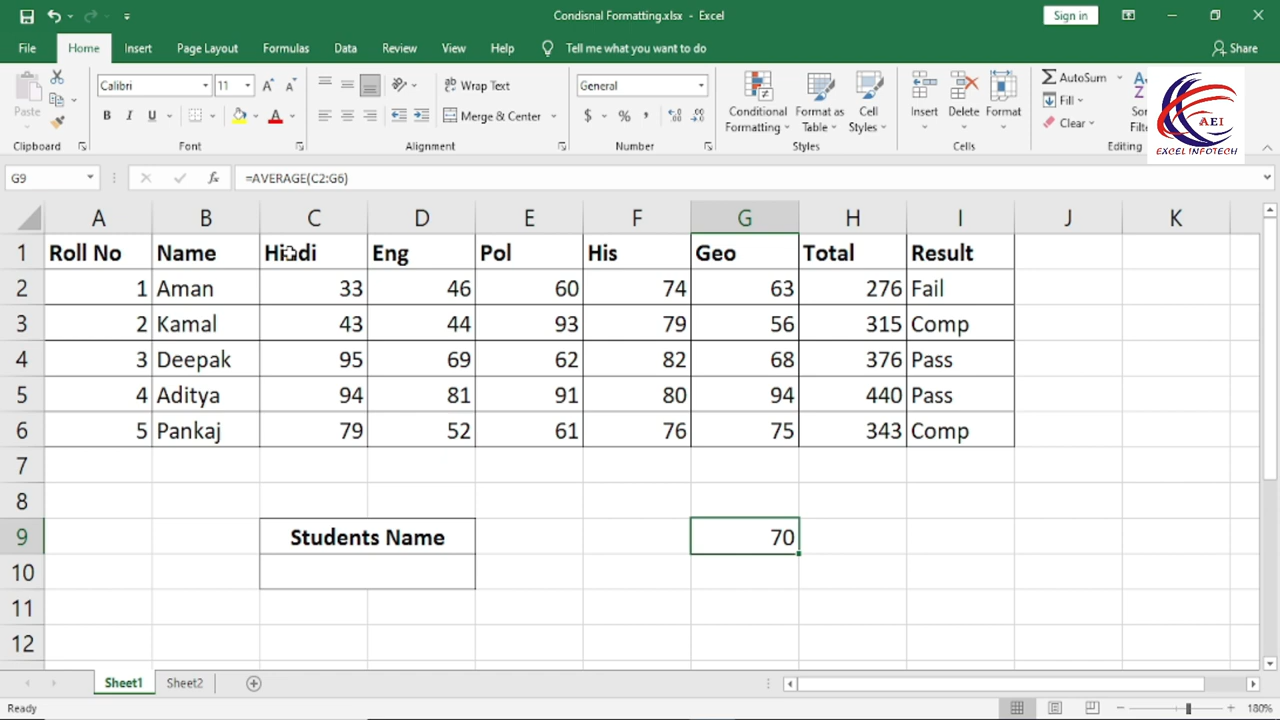 Condisnal Formatting.xlsx - Excel
Sign in
File Home Insert Page Layout Formulas Data Review View Help Tell me what you want to do Share
Paste
Calibri 11
B I U
Wrap Text
Merge & Center
General
$ % ,
Conditional Formatting
Format as Table
Cell Styles
Insert Delete Format
AutoSum
Fill
Clear
AEI
EXCEL INFOTECH
Clipboard Font Alignment Number Styles Cells Editing
G9 fx =AVERAGE(C2:G6)
A B C D E F G H I J K
1 Roll No Name Hindi Eng Pol His Geo Total Result
2 1 Aman 33 46 60 74 63 276 Fail
3 2 Kamal 43 44 93 79 56 315 Comp
4 3 Deepak 95 69 62 82 68 376 Pass
5 4 Aditya 94 81 91 80 94 440 Pass
6 5 Pankaj 79 52 61 76 75 343 Comp
7
8
9 Students Name 70
10
11
12
Sheet1 Sheet2
Ready 180%